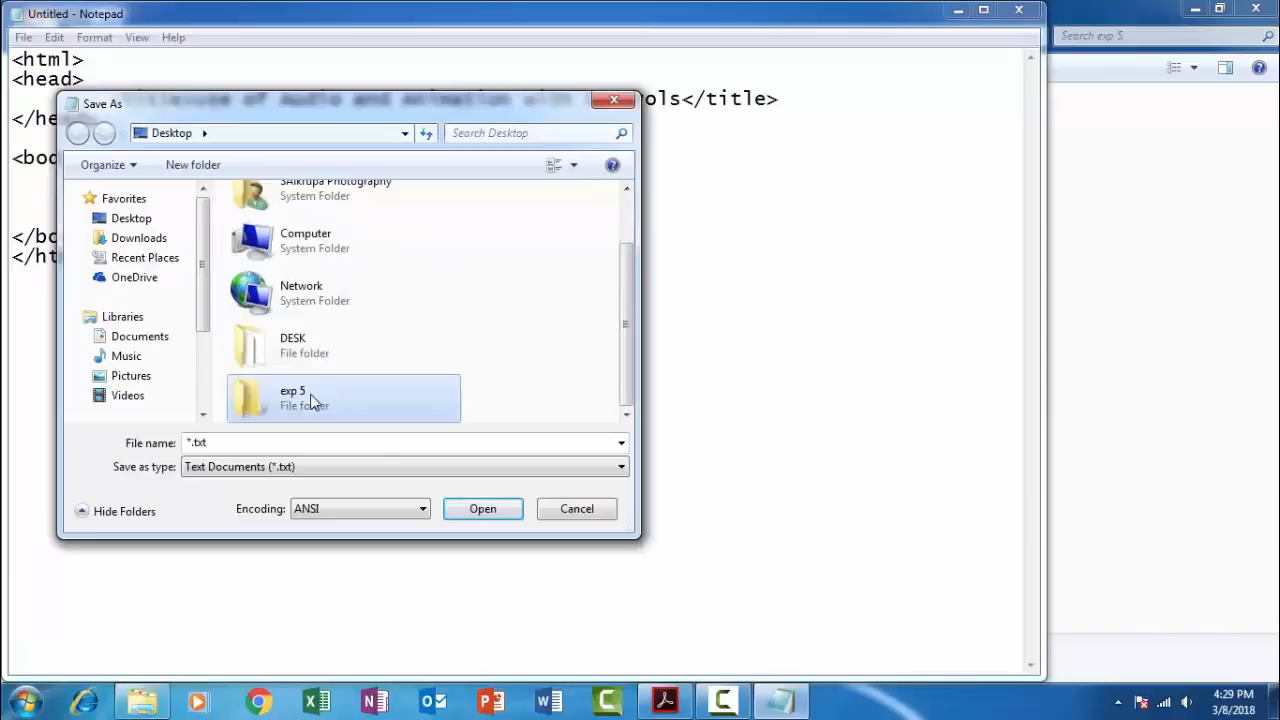 Untitled - Notepad
File Edit Format View Help
Search exp 5
<html>
<head>
ols</title>
</he
<bod
</bo
</ht
Save As
Desktop
Search Desktop
Organize New folder
Favorites
Desktop
Downloads
Recent Places
OneDrive
Libraries
Documents
Music
Pictures
Videos
SAIkrupa Photography
System Folder
Computer
System Folder
Network
System Folder
DESK
File folder
exp 5
File folder
File name: *.txt
Save as type: Text Documents (*.txt)
Hide Folders
Encoding: ANSI
Open
Cancel
4:29 PM
3/8/2018